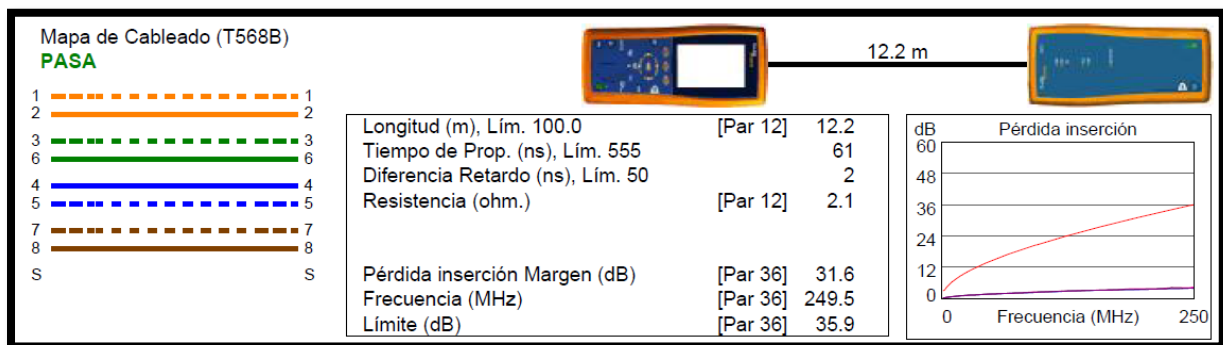 Mapa de Cableado (T568B)
PASA
1 1
2 2
3 3
6 6
4 4
5 5
7 7
8 8
S S
12.2 m
Longitud (m), Lím. 100.0 [Par 12] 12.2
Tiempo de Prop. (ns), Lím. 555 61
Diferencia Retardo (ns), Lím. 50 2
Resistencia (ohm.) [Par 12] 2.1
Pérdida inserción Margen (dB) [Par 36] 31.6
Frecuencia (MHz) [Par 36] 249.5
Límite (dB) [Par 36] 35.9
dB Pérdida inserción
60
48
36
24
12
0
0 Frecuencia (MHz) 250